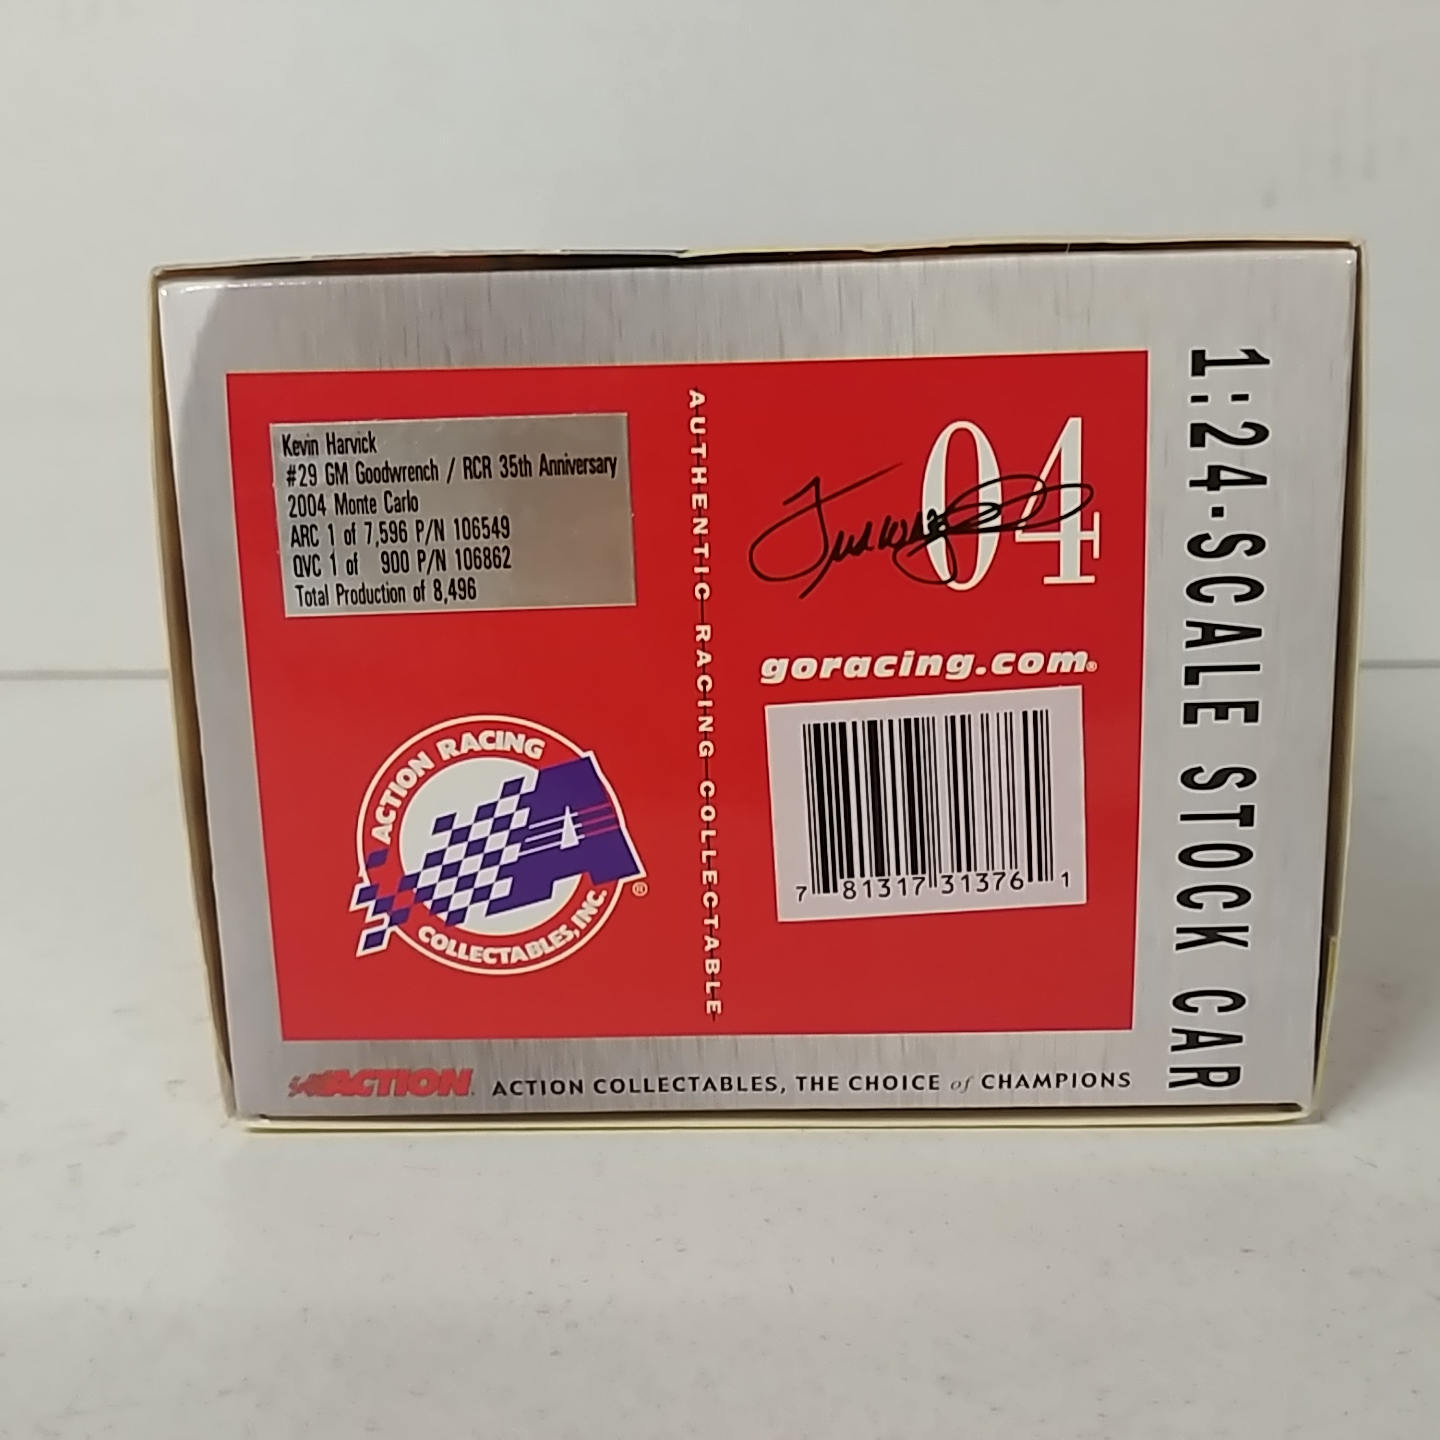 Kevin Harvick
#29 GM Goodwrench / RCR 35th Anniversary
2004 Monte Carlo
ARC 1 of 7,596 P/N 106549
QVC 1 of 900 P/N 106862
Total Production of 8,496
ACTION RACING
COLLECTABLES, INC.
®
AUTHENTIC RACING COLLECTABLE
04
goracing.com®
7 81317 31376 1
1:24-SCALE STOCK CAR
ACTION
ACTION COLLECTABLES, THE CHOICE of CHAMPIONS